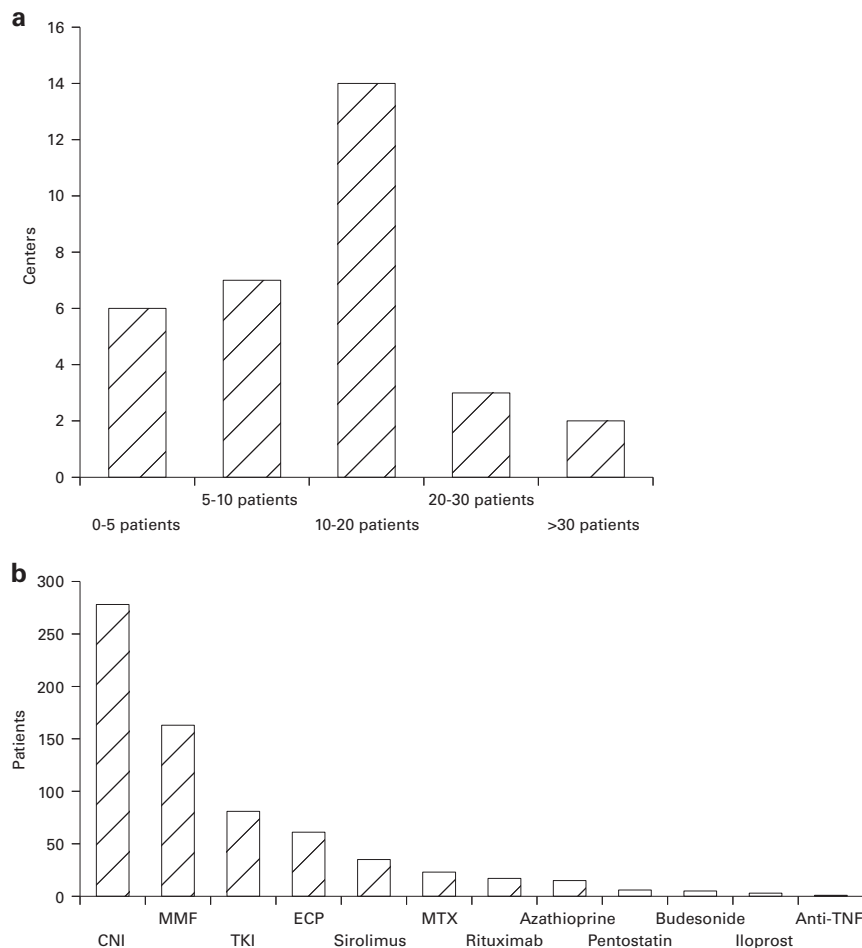 a
16
14
12
10
8
6
4
2
0
Centers
5-10 patients 20-30 patients
0-5 patients 10-20 patients >30 patients
b
300
250
200
150
100
50
0
Patients
MMF ECP MTX Azathioprine Budesonide Anti-TNF
CNI TKI Sirolimus Rituximab Pentostatin Iloprost